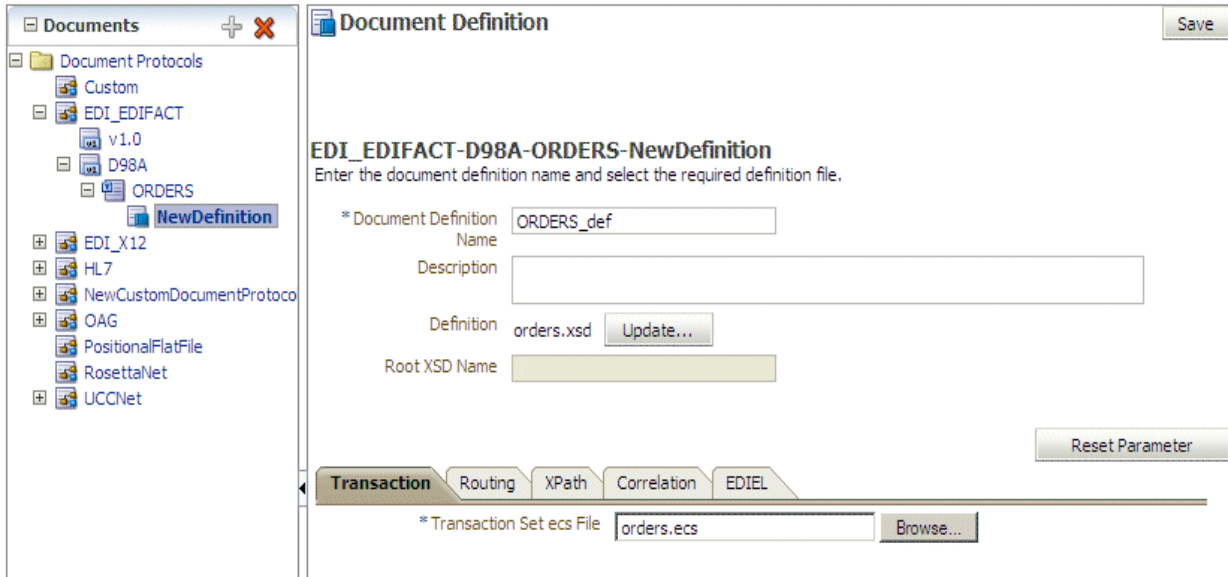 Documents
Document Protocols
Custom
EDI_EDIFACT
v1.0
D98A
ORDERS
NewDefinition
EDI_X12
HL7
NewCustomDocumentProtoco
OAG
PositionalFlatFile
RosettaNet
UCCNet
Document Definition
Save
EDI_EDIFACT-D98A-ORDERS-NewDefinition
Enter the document definition name and select the required definition file.
* Document Definition Name ORDERS_def
Description
Definition orders.xsd Update...
Root XSD Name
Reset Parameter
Transaction Routing XPath Correlation EDIEL
* Transaction Set ecs File orders.ecs Browse...